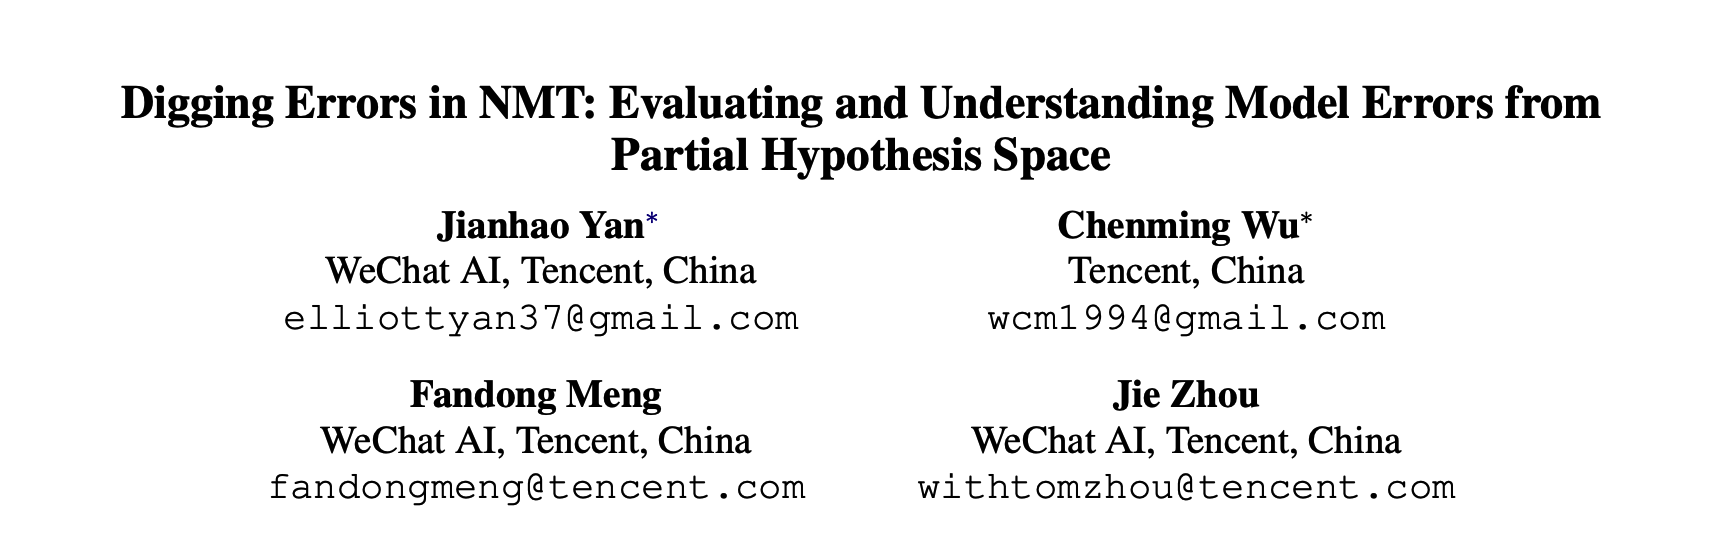 Digging Errors in NMT: Evaluating and Understanding Model Errors from
Partial Hypothesis Space
Jianhao Yan*
WeChat AI, Tencent, China
elliottyan37@gmail.com
Chenming Wu*
Tencent, China
wcm1994@gmail.com
Fandong Meng
WeChat AI, Tencent, China
fandongmeng@tencent.com
Jie Zhou
WeChat AI, Tencent, China
withtomzhou@tencent.com